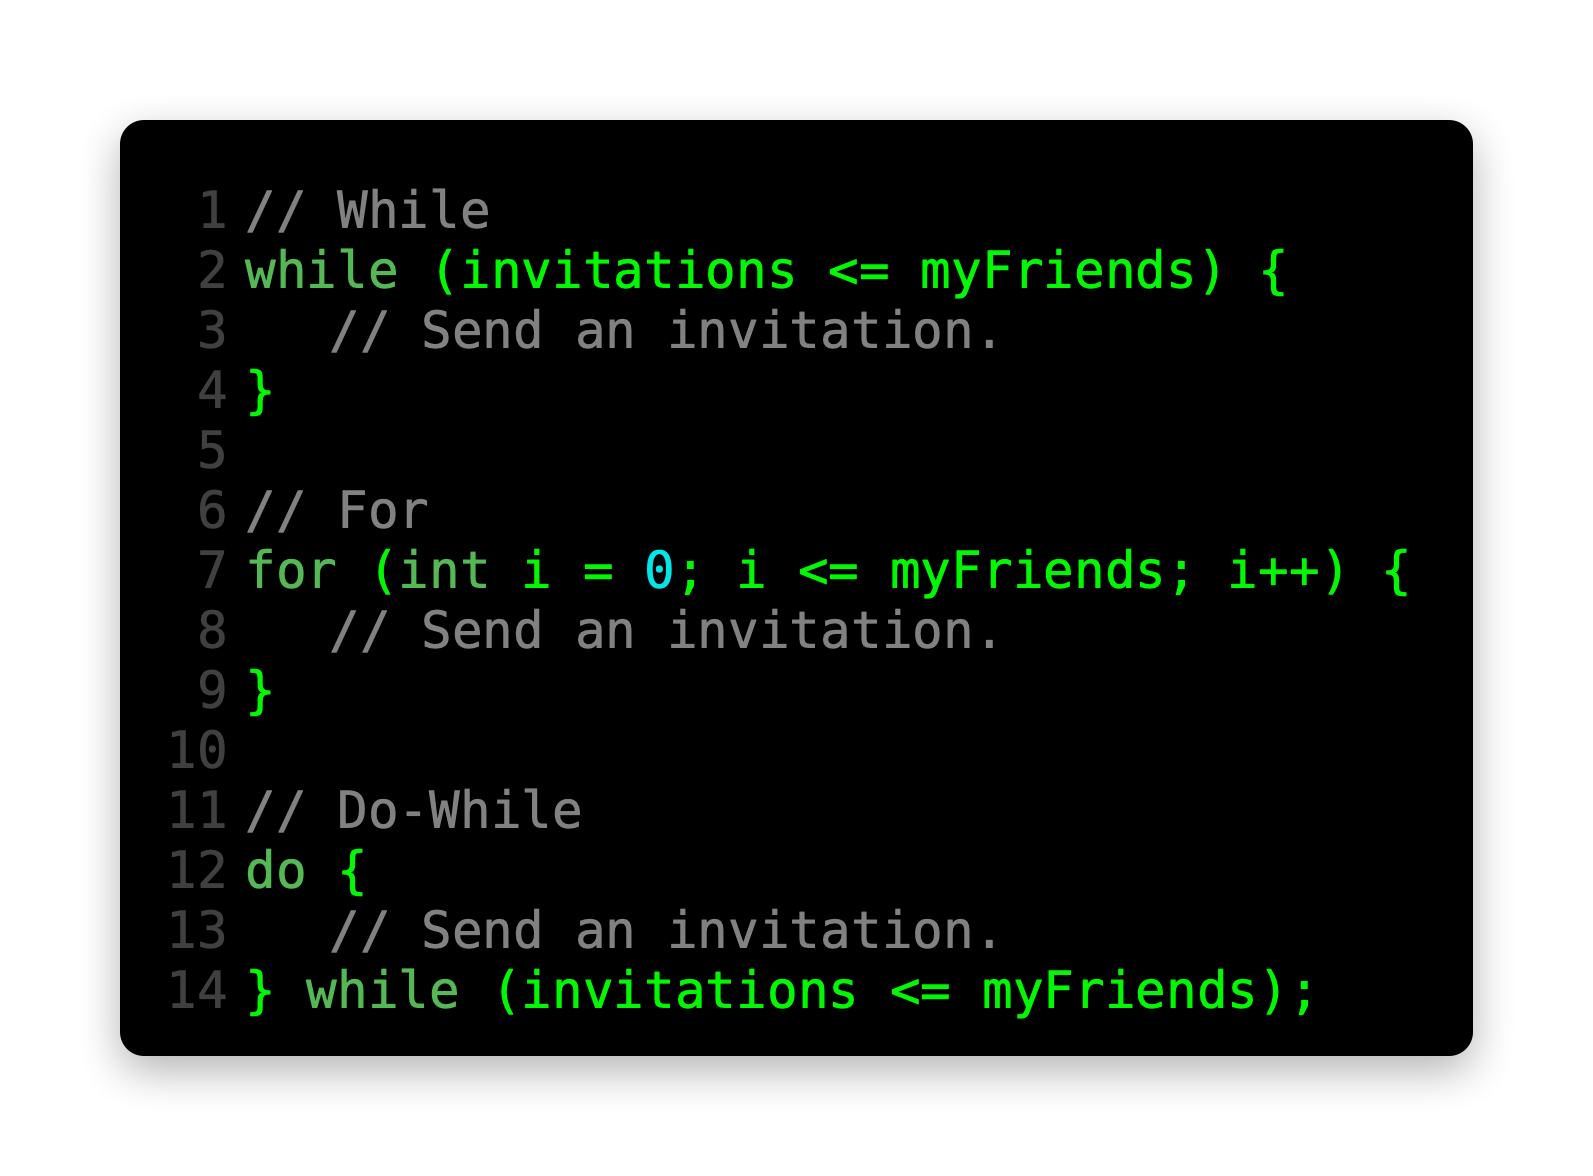 1 // While
2 while (invitations <= myFriends) {
3    // Send an invitation.
4 }
5
6 // For
7 for (int i = 0; i <= myFriends; i++) {
8    // Send an invitation.
9 }
10
11 // Do-While
12 do {
13    // Send an invitation.
14 } while (invitations <= myFriends);